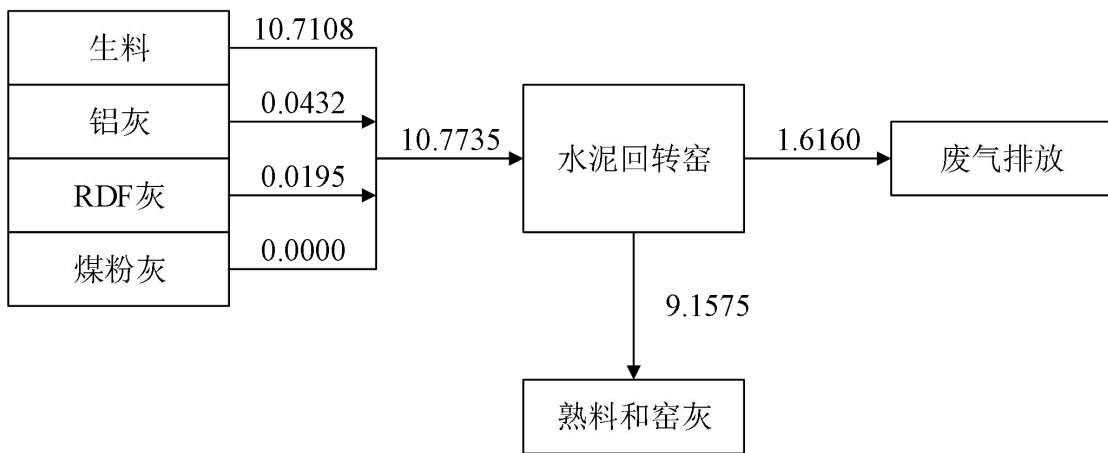 生料
10.7108
铝灰
0.0432
RDF灰
0.0195
煤粉灰
0.0000
10.7735
水泥回转窑
1.6160
废气排放
9.1575
熟料和窑灰